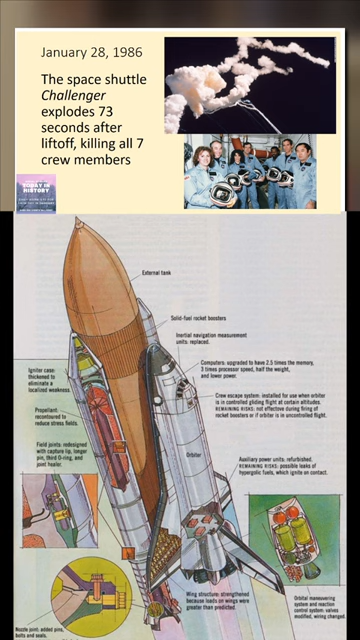 January 28, 1986
The space shuttle
Challenger
explodes 73
seconds after
liftoff, killing all 7
crew members
TODAY IN
HISTORY
External tank
Solid-fuel rocket boosters
Inertial navigation measurement
units: replaced.
Igniter case:
thickened to
eliminate a
localized weakness
Computers: upgraded to have 2.5 times the memory,
3 times processor speed, half the weight,
and lower power.
Crew escape system: installed for use when orbiter
is in controlled gliding flight at certain altitudes.
REMAINING RISKS: not effective during firing of
rocket boosters or if orbiter is in uncontrolled flight.
Propellant:
recontoured to
reduce stress fields.
Field joints: redesigned
with capture lip, longer
pin, third O-ring, and
joint heater.
Orbiter
Auxiliary power units: refurbished.
REMAINING RISKS: possible leaks of
hypergolic fuels, which ignite on contact.
Wing structure: strengthened
because loads on wings were
greater than predicted.
Orbital maneuvering
system and reaction
control system: valves
modified, wiring changed.
Nozzle joint: added pins,
bolts and seals.